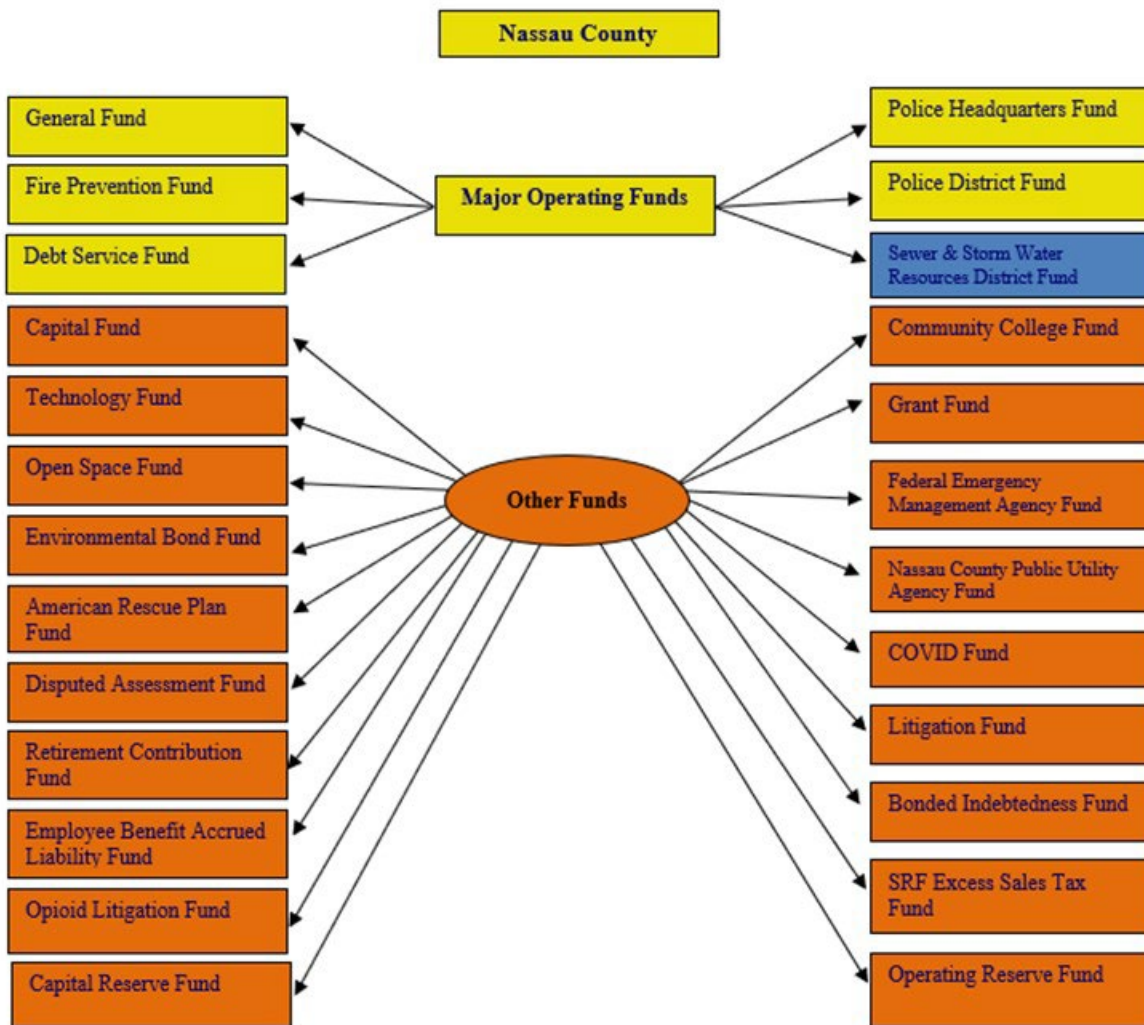 Nassau County
General Fund
Fire Prevention Fund
Debt Service Fund
Major Operating Funds
Police Headquarters Fund
Police District Fund
Sewer & Storm Water
Resources District Fund
Capital Fund
Technology Fund
Open Space Fund
Environmental Bond Fund
American Rescue Plan
Fund
Disputed Assessment Fund
Retirement Contribution
Fund
Employee Benefit Accrued
Liability Fund
Opioid Litigation Fund
Capital Reserve Fund
Other Funds
Community College Fund
Grant Fund
Federal Emergency
Management Agency Fund
Nassau County Public Utility
Agency Fund
COVID Fund
Litigation Fund
Bonded Indebtedness Fund
SRF Excess Sales Tax
Fund
Operating Reserve Fund